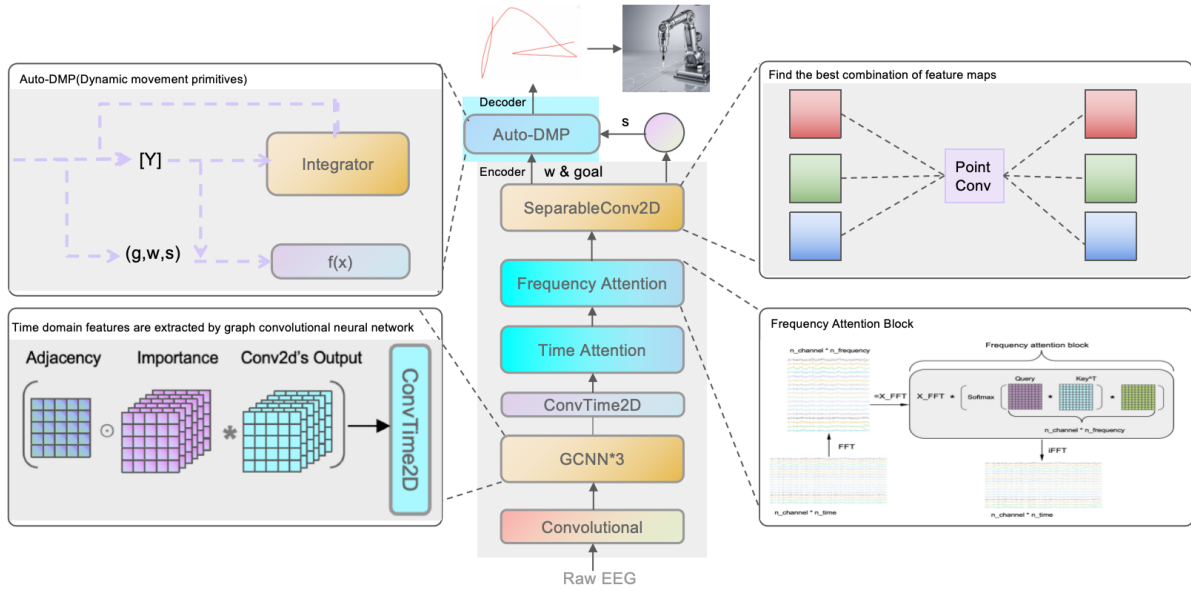 Auto-DMP(Dynamic movement primitives)
[Y]
Integrator
(g,w,s)
f(x)
Time domain features are extracted by graph convolutional neural network
Adjacency
Importance
Conv2d's Output
ConvTime2D
Decoder
Auto-DMP
s
Encoder
w & goal
SeparableConv2D
Frequency Attention
Time Attention
ConvTime2D
GCNN*3
Convolutional
Raw EEG
Find the best combination of feature maps
Point
Conv
Frequency Attention Block
n_channel * n_frequency
Frequency attention block
=X_FFT
X_FFT *
Softmax
Query
*
Key^T
*
n_channel * n_frequency
FFT
iFFT
n_channel * n_time
n_channel * n_time